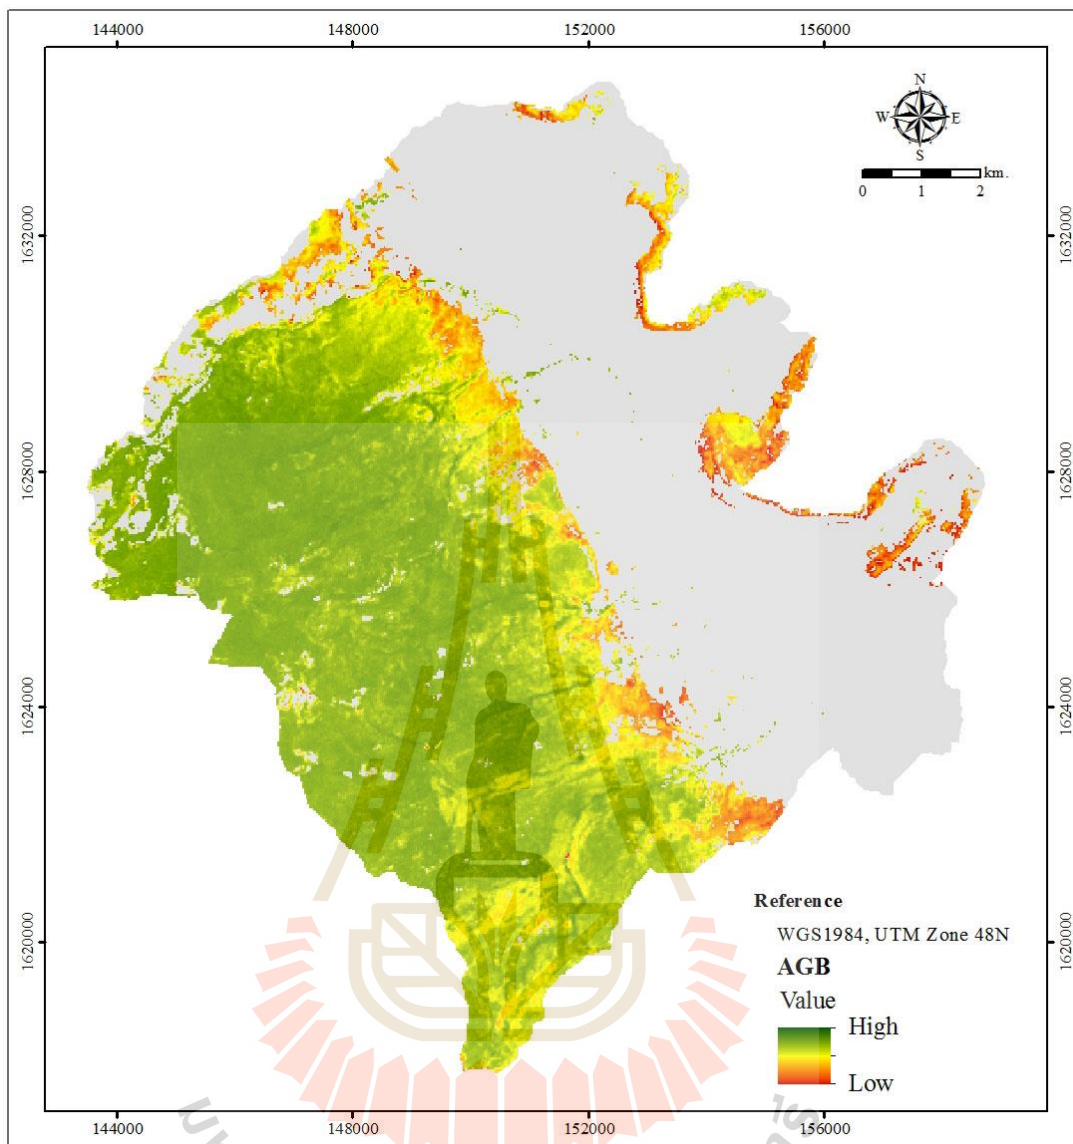 144000 148000 152000 156000
N
W E
S
km.
0 1 2
1632000 1632000
1628000 1628000
1624000 1624000
1620000 1620000
Reference
WGS1984, UTM Zone 48N
AGB
Value
High
Low
144000 148000 152000 156000